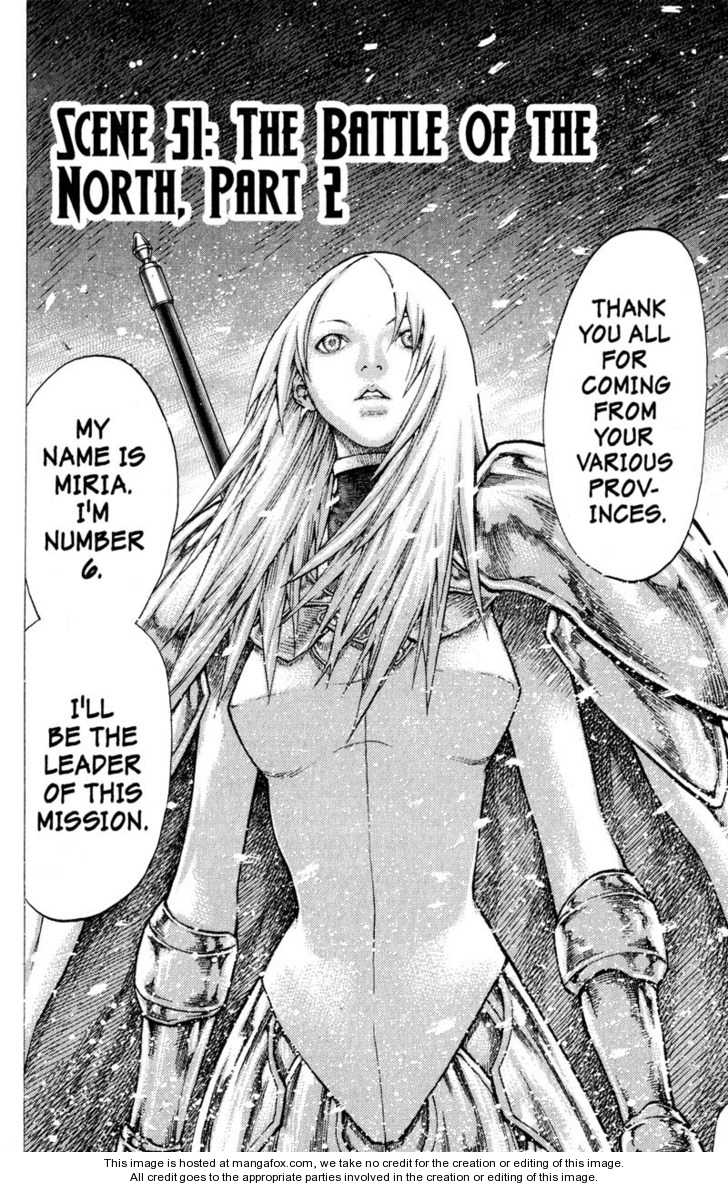 SCENE 51: THE BATTLE OF THE
NORTH, PART 2
THANK
YOU ALL
FOR
COMING
FROM
YOUR
VARIOUS
PROV-
INCES.
MY
NAME IS
MIRIA.
I'M
NUMBER
6.
I'LL
BE THE
LEADER
OF THIS
MISSION.
This image is hosted at mangafox.com, we take no credit for the creation or editing of this image.
All credit goes to the appropriate parties involved in the creation or editing of this image.